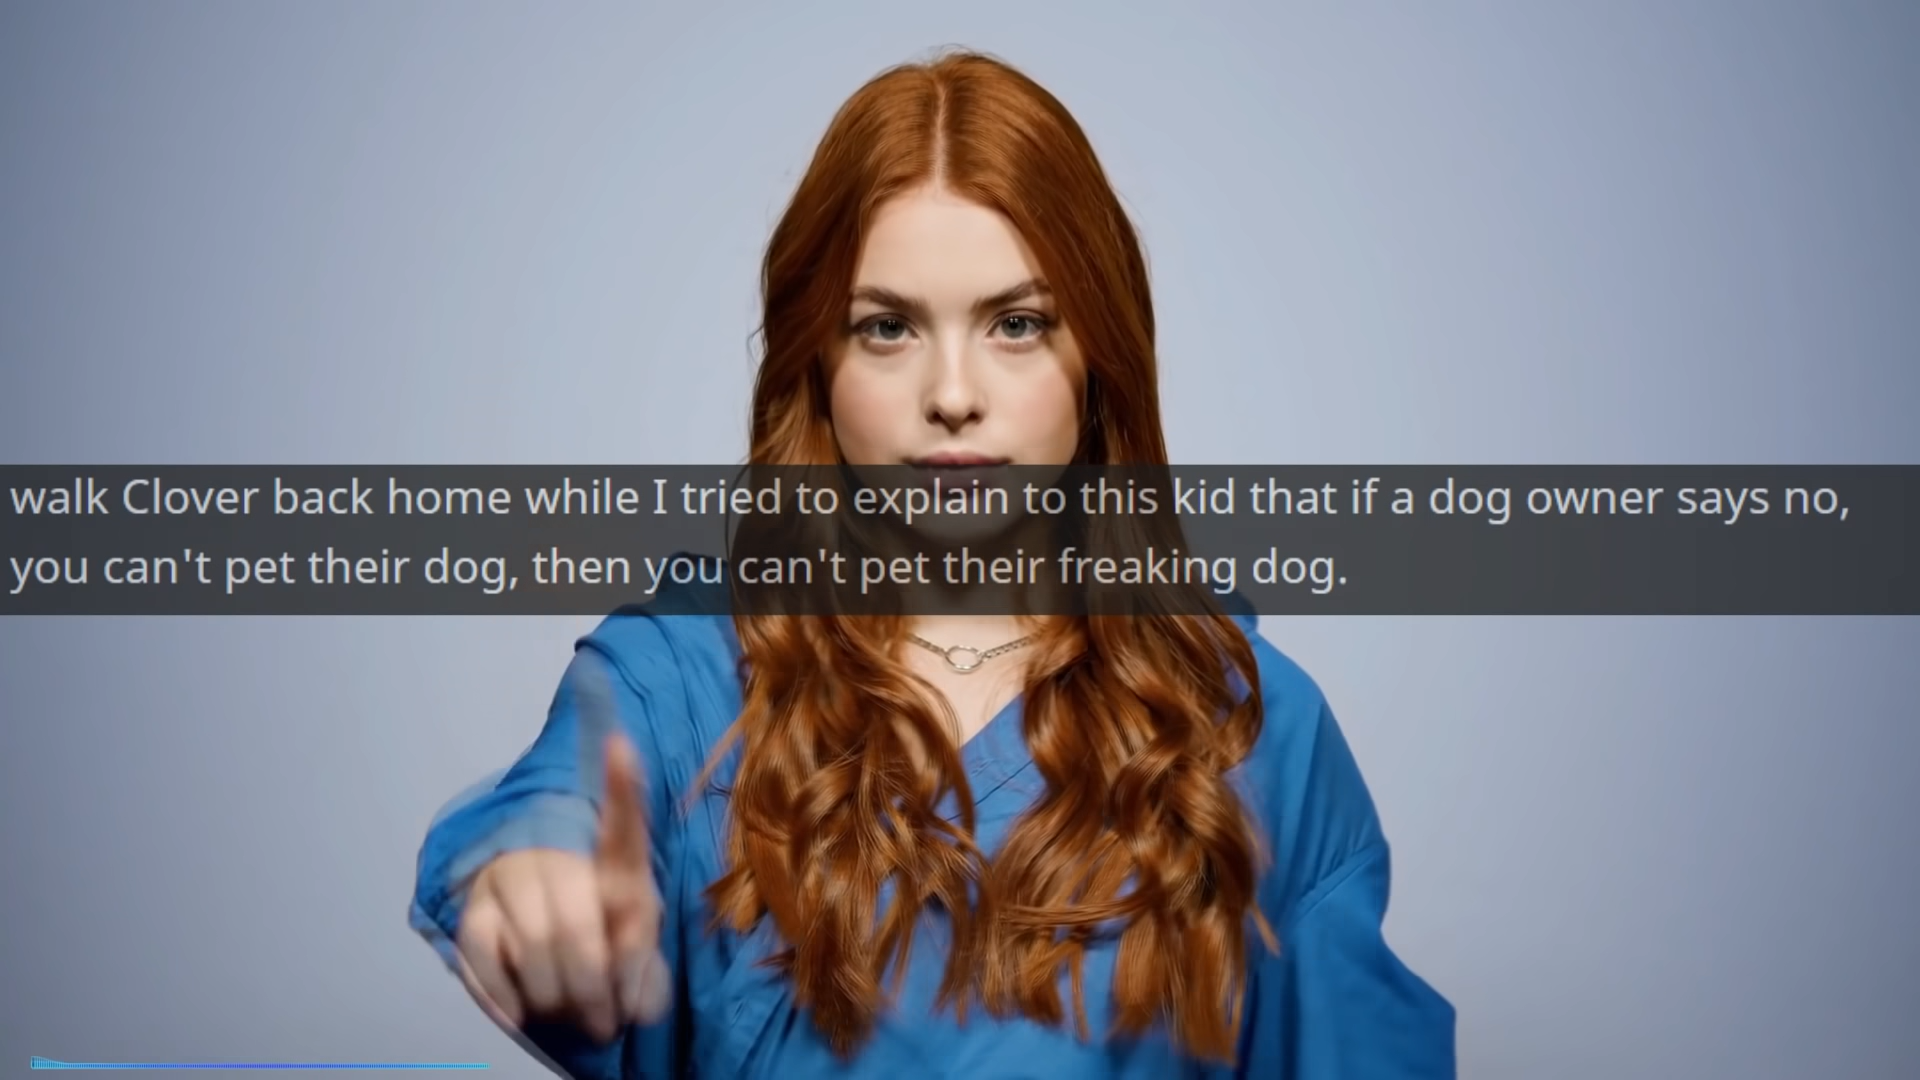 walk Clover back home while I tried to explain to this kid that if a dog owner says no,
you can't pet their dog, then you can't pet their freaking dog.